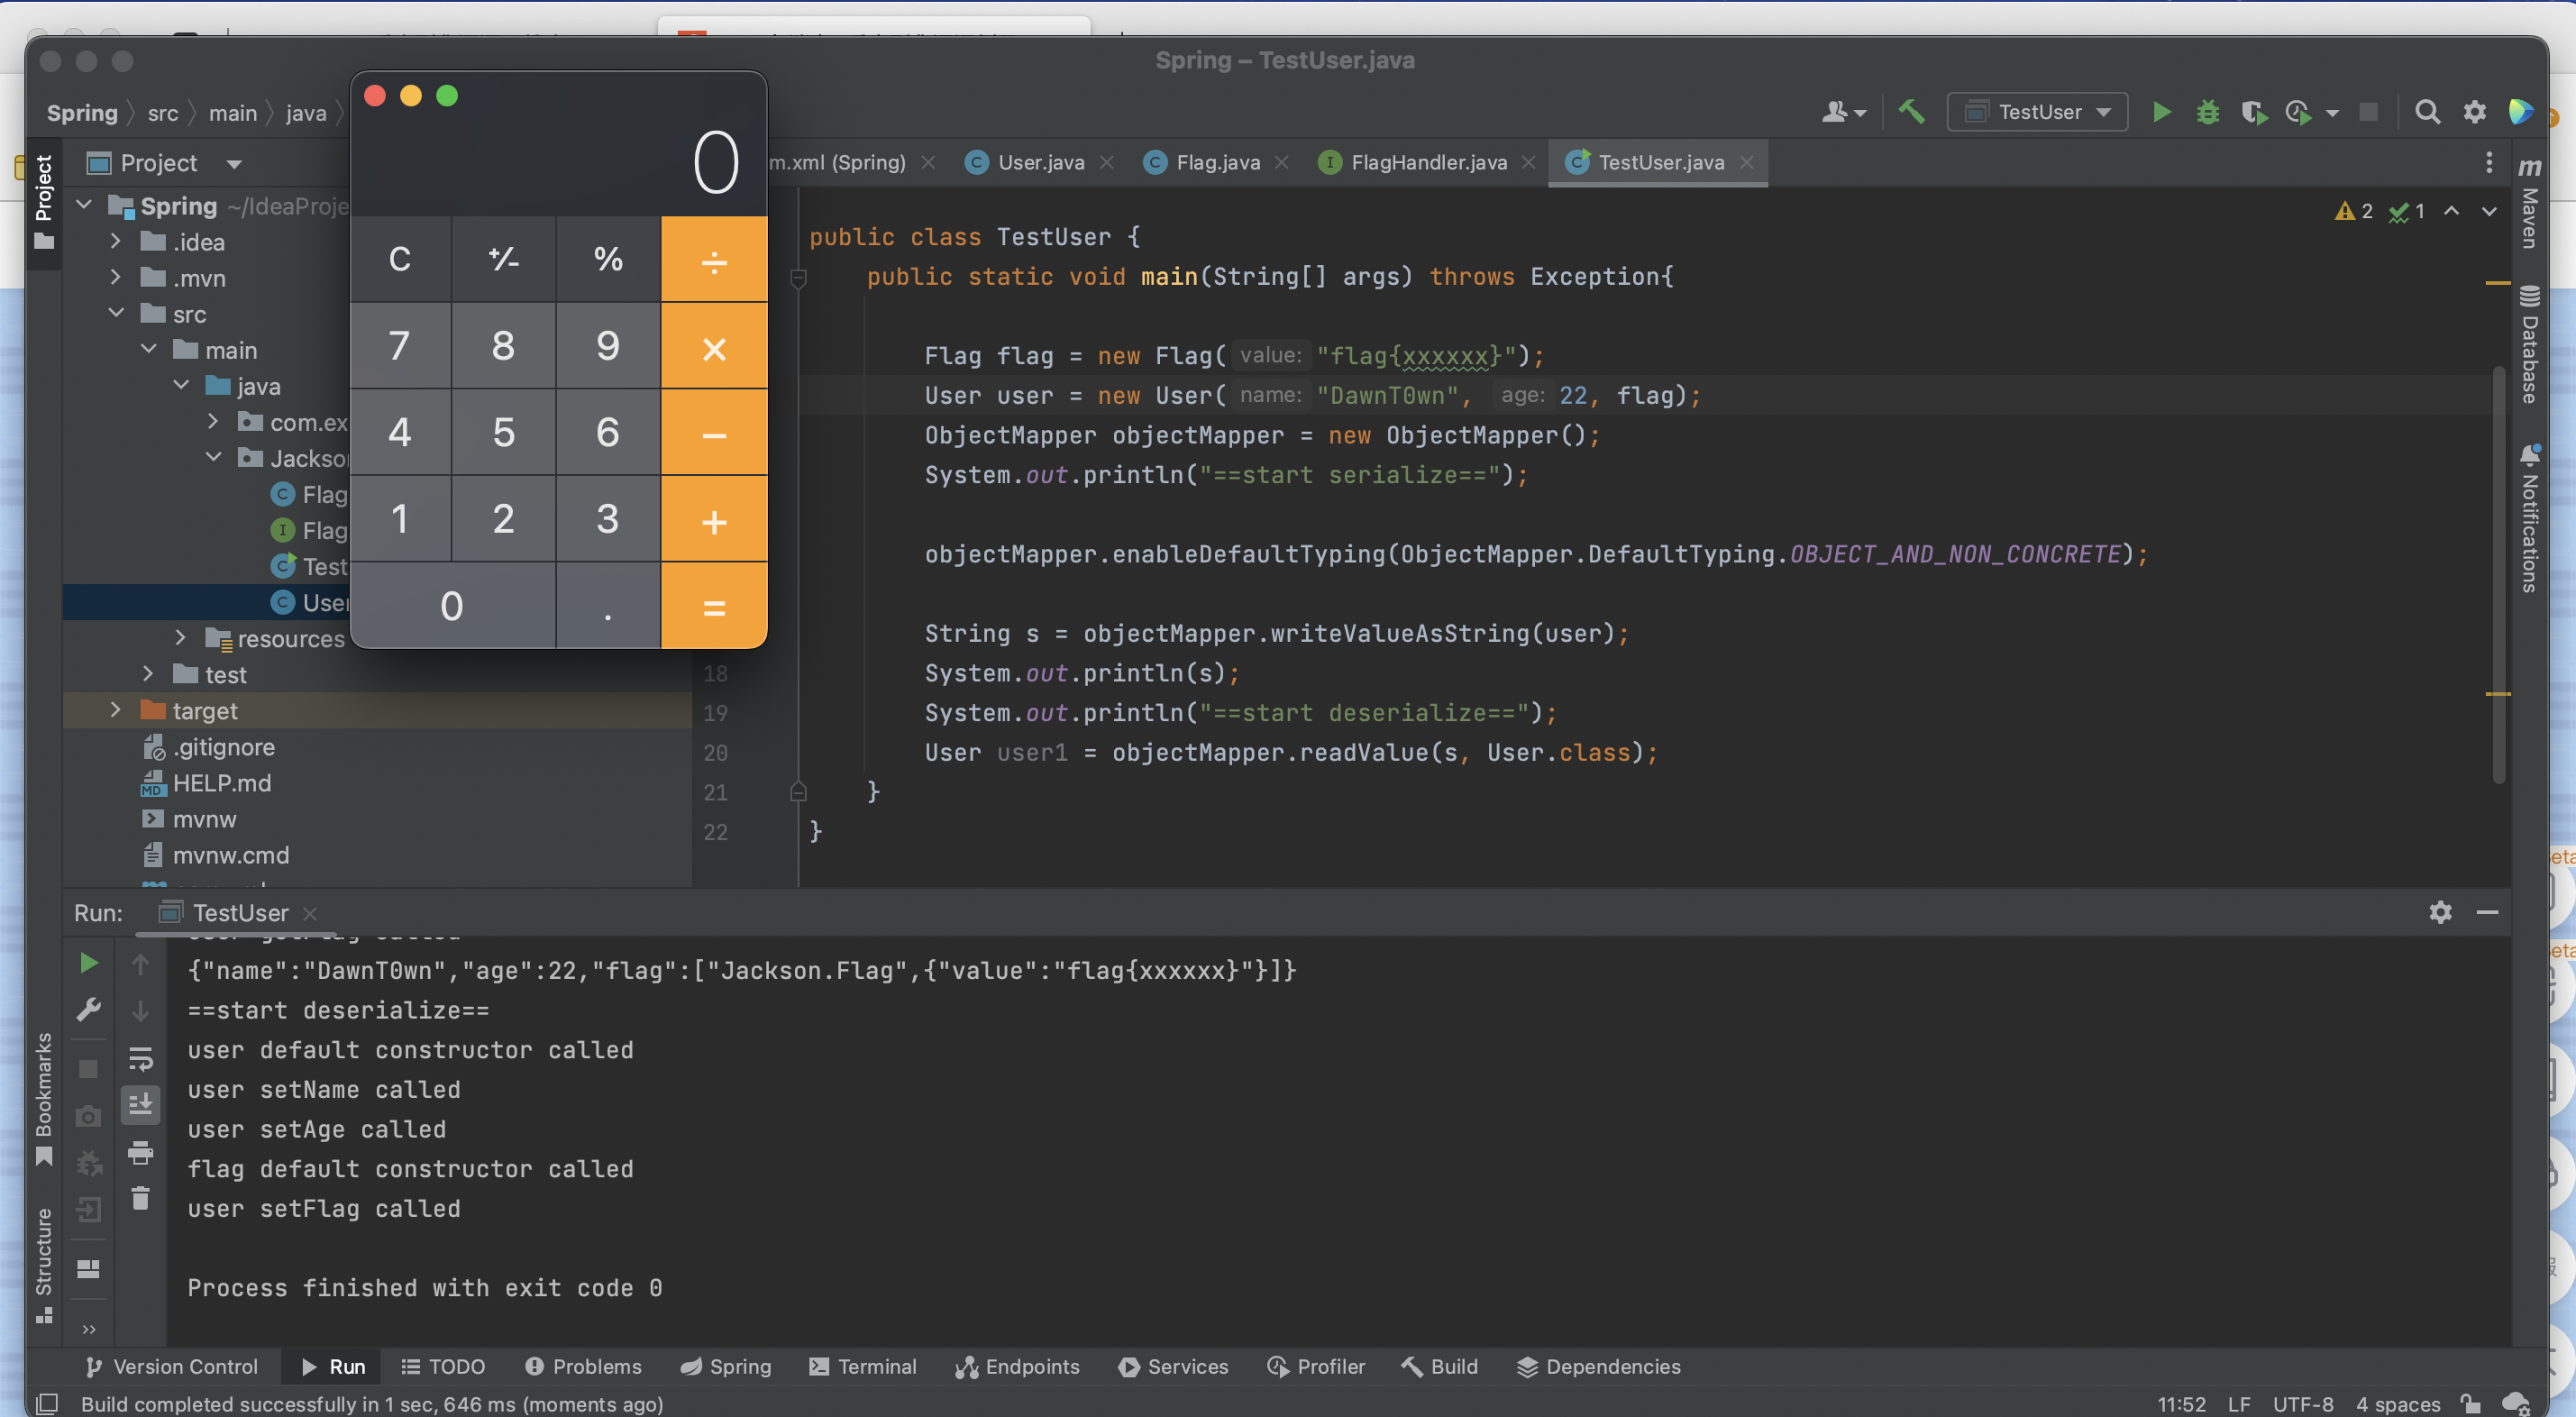 Spring – TestUser.java
Spring src main java
TestUser
Project
m.xml (Spring)
User.java
Flag.java
FlagHandler.java
TestUser.java
Project
Maven
Database
Notifications
Bookmarks
Structure
Spring ~/IdeaProje
.idea
.mvn
src
main
java
com.ex
Jackso
Flag
Flag
Test
User
resources
test
target
.gitignore
HELP.md
mvnw
mvnw.cmd
0
C +/- % ÷
7 8 9 ×
4 5 6 −
1 2 3 +
0 . =
2 1
public class TestUser {
public static void main(String[] args) throws Exception{
Flag flag = new Flag( value: "flag{xxxxxx}");
User user = new User( name: "DawnT0wn", age: 22, flag);
ObjectMapper objectMapper = new ObjectMapper();
System.out.println("==start serialize==");
objectMapper.enableDefaultTyping(ObjectMapper.DefaultTyping.OBJECT_AND_NON_CONCRETE);
String s = objectMapper.writeValueAsString(user);
18 System.out.println(s);
19 System.out.println("==start deserialize==");
20 User user1 = objectMapper.readValue(s, User.class);
21 }
22 }
Run: TestUser
{"name":"DawnT0wn","age":22,"flag":["Jackson.Flag",{"value":"flag{xxxxxx}"}]}
==start deserialize==
user default constructor called
user setName called
user setAge called
flag default constructor called
user setFlag called
Process finished with exit code 0
Version Control Run TODO Problems Spring Terminal Endpoints Services Profiler Build Dependencies
Build completed successfully in 1 sec, 646 ms (moments ago)
11:52 LF UTF-8 4 spaces